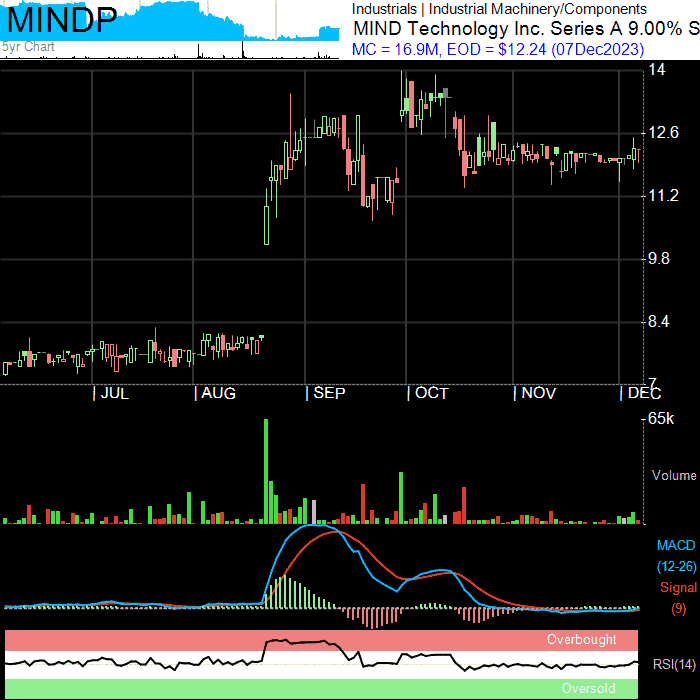 MINDP
5yr Chart
Industrials | Industrial Machinery/Components
MIND Technology Inc. Series A 9.00% S
MC = 16.9M, EOD = $12.24 (07Dec2023)
14
12.6
11.2
9.8
8.4
7
| JUL | AUG | SEP | OCT | NOV | DEC
65k
Volume
MACD
(12-26)
Signal
(9)
Overbought
RSI(14)
Oversold